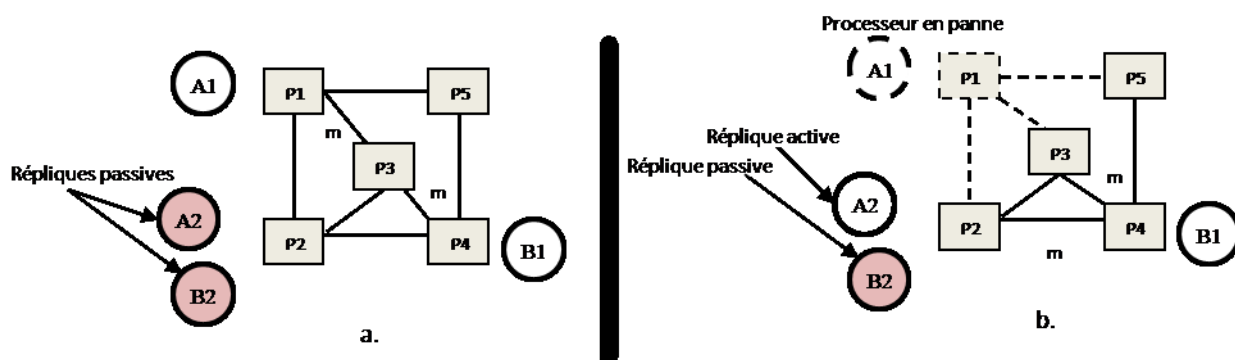 A1
P1
P5
m
P3
Répliques passives
m
A2
P2
P4
B1
B2
a.
Processeur en panne
A1
P1
P5
Réplique active
Réplique passive
P3
m
A2
P2
P4
B1
m
B2
b.